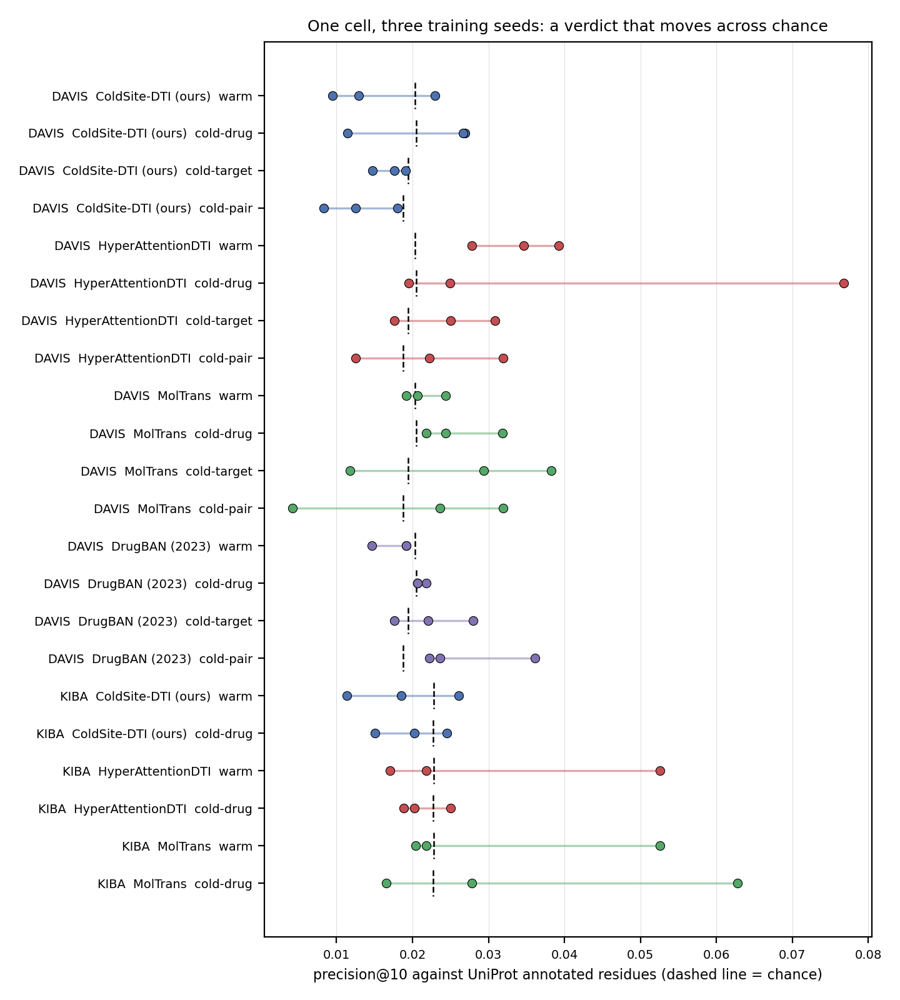 One cell, three training seeds: a verdict that moves across chance
DAVIS  ColdSite-DTI (ours)  warm
DAVIS  ColdSite-DTI (ours)  cold-drug
DAVIS  ColdSite-DTI (ours)  cold-target
DAVIS  ColdSite-DTI (ours)  cold-pair
DAVIS  HyperAttentionDTI  warm
DAVIS  HyperAttentionDTI  cold-drug
DAVIS  HyperAttentionDTI  cold-target
DAVIS  HyperAttentionDTI  cold-pair
DAVIS  MolTrans  warm
DAVIS  MolTrans  cold-drug
DAVIS  MolTrans  cold-target
DAVIS  MolTrans  cold-pair
DAVIS  DrugBAN (2023)  warm
DAVIS  DrugBAN (2023)  cold-drug
DAVIS  DrugBAN (2023)  cold-target
DAVIS  DrugBAN (2023)  cold-pair
KIBA  ColdSite-DTI (ours)  warm
KIBA  ColdSite-DTI (ours)  cold-drug
KIBA  HyperAttentionDTI  warm
KIBA  HyperAttentionDTI  cold-drug
KIBA  MolTrans  warm
KIBA  MolTrans  cold-drug
0.01 0.02 0.03 0.04 0.05 0.06 0.07 0.08
precision@10 against UniProt annotated residues (dashed line = chance)